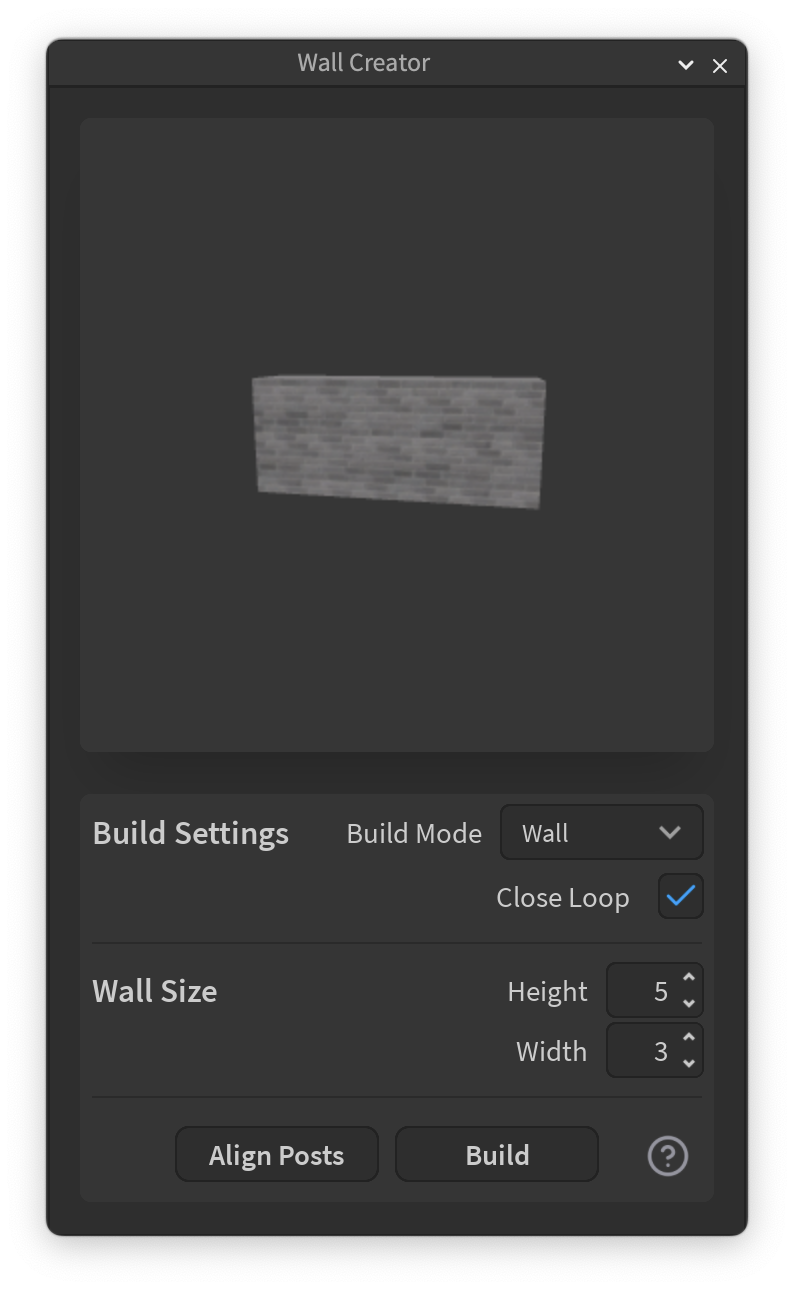 Wall Creator
Build Settings Build Mode Wall
Close Loop
Wall Size Height 5
Width 3
Align Posts Build ?